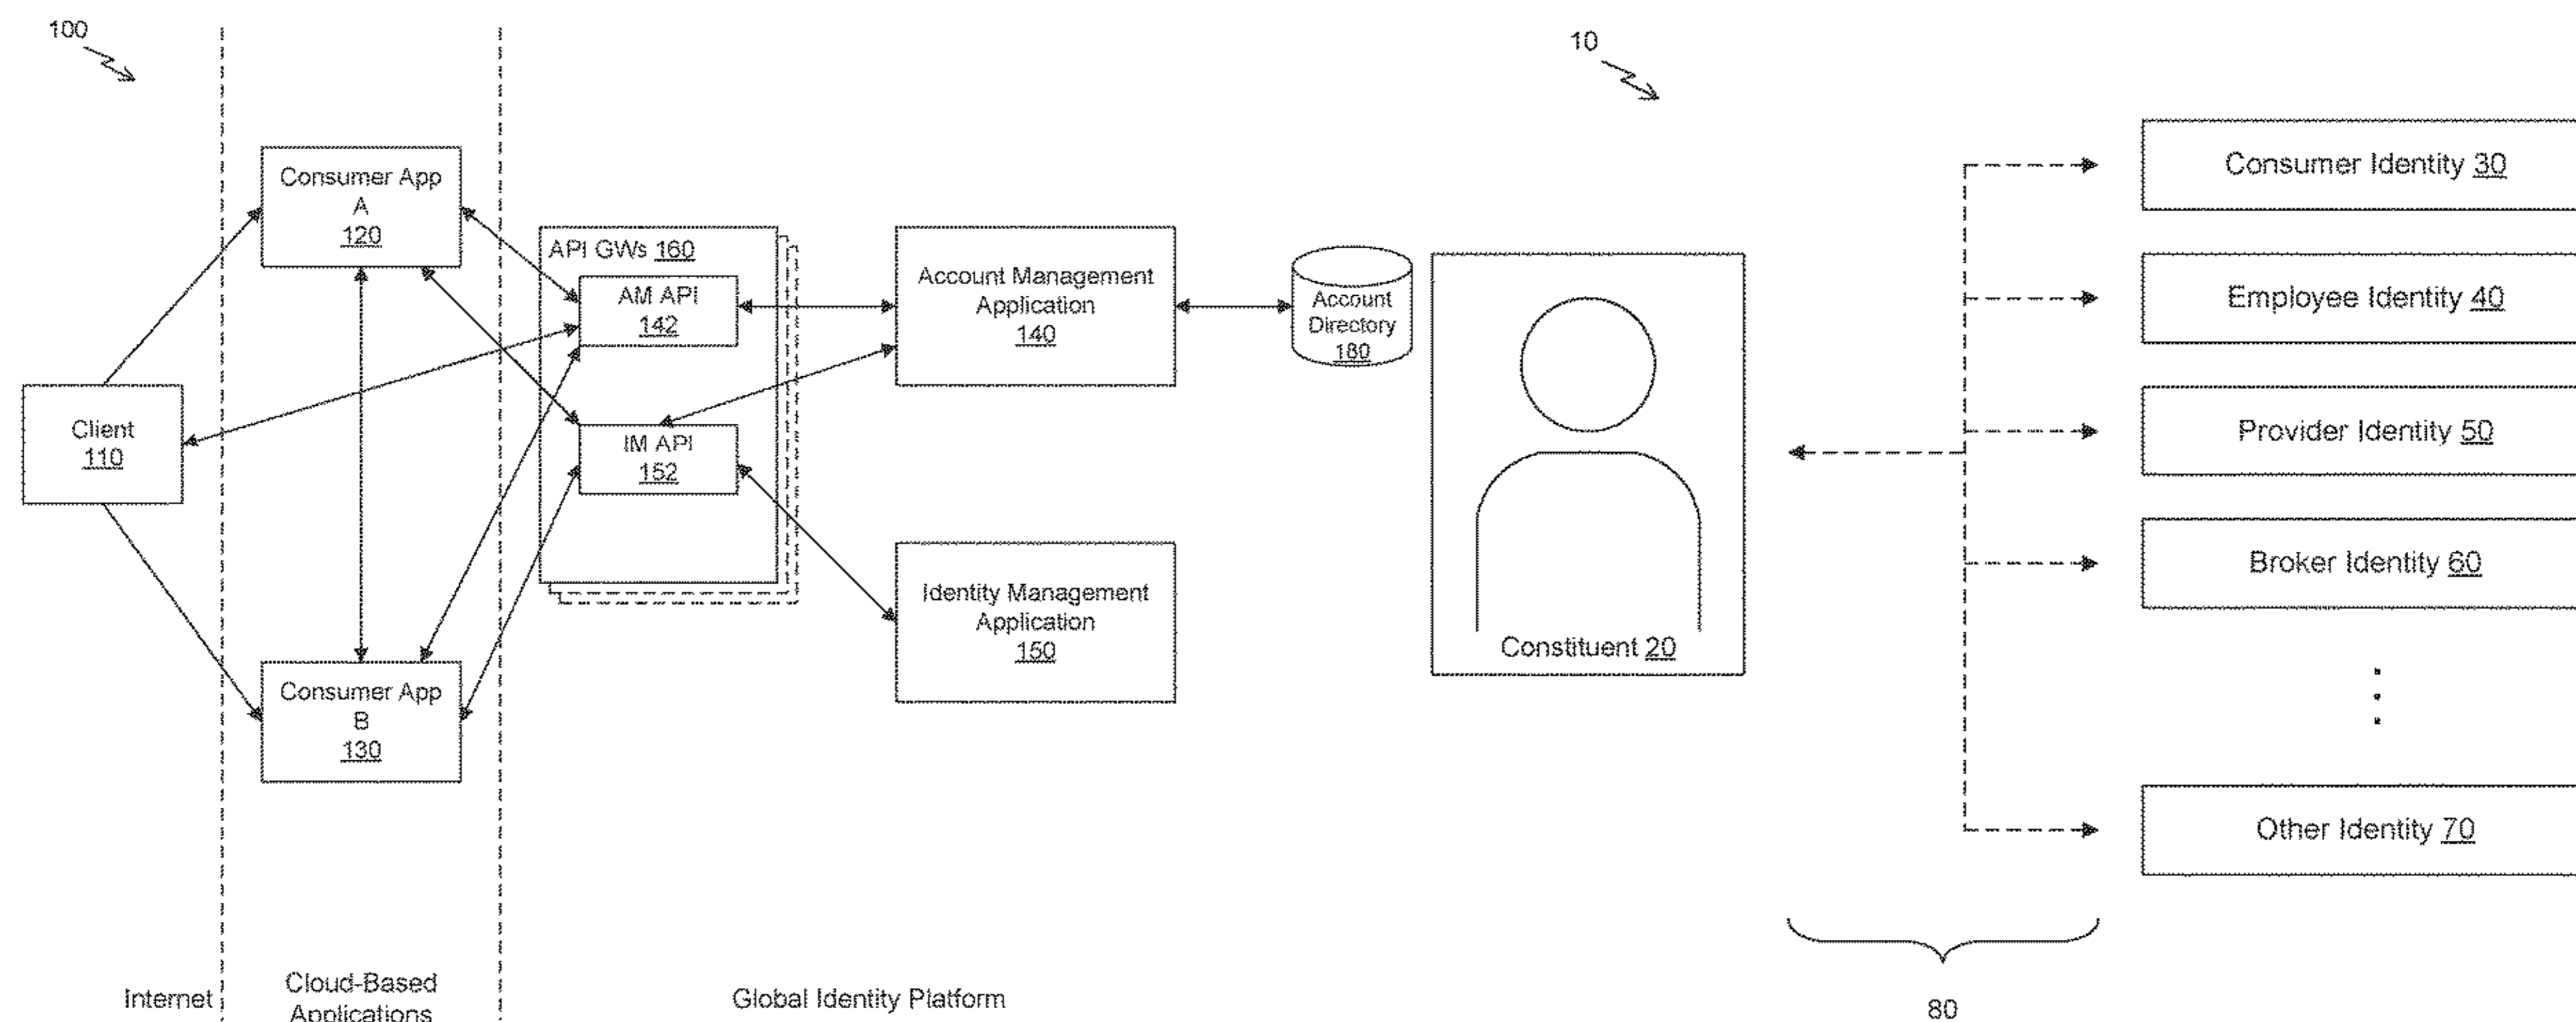 100
10
Consumer App
A
120
API GWs 160
AM API
142
IM API
152
Client
110
Consumer App
B
130
Account Management
Application
140
Account
Directory
180
Identity Management
Application
150
Internet
Cloud-Based
Applications
Global Identity Platform
Constituent 20
Consumer Identity 30
Employee Identity 40
Provider Identity 50
Broker Identity 60
Other Identity 70
80